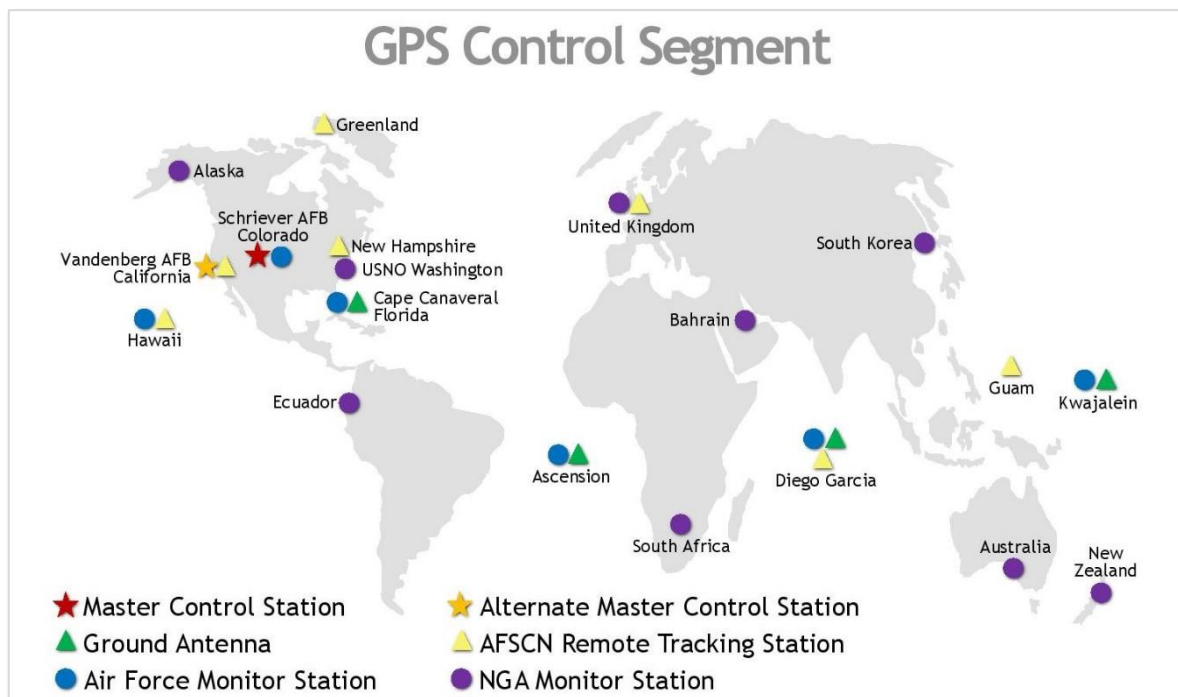 GPS Control Segment
Greenland
Alaska
Schriever AFB
Colorado
Vandenberg AFB
California
New Hampshire
USNO Washington
Cape Canaveral
Florida
Hawaii
United Kingdom
South Korea
Bahrain
Guam
Kwajalein
Ecuador
Ascension
Diego Garcia
South Africa
Australia
New
Zealand
Master Control Station
Alternate Master Control Station
Ground Antenna
AFSCN Remote Tracking Station
Air Force Monitor Station
NGA Monitor Station